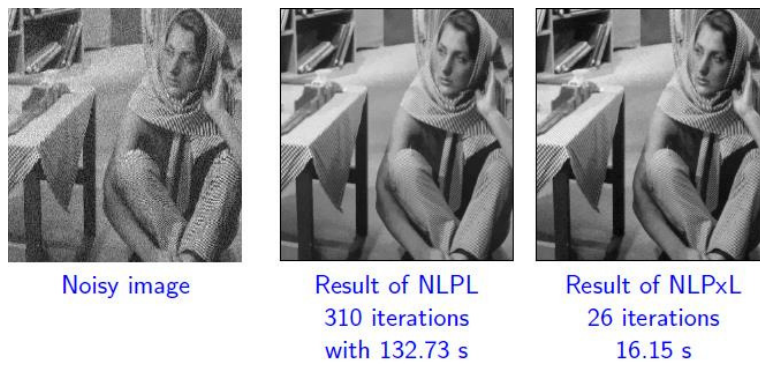 Noisy image
Result of NLPL
310 iterations
with 132.73 s
Result of NLPxL
26 iterations
16.15 s